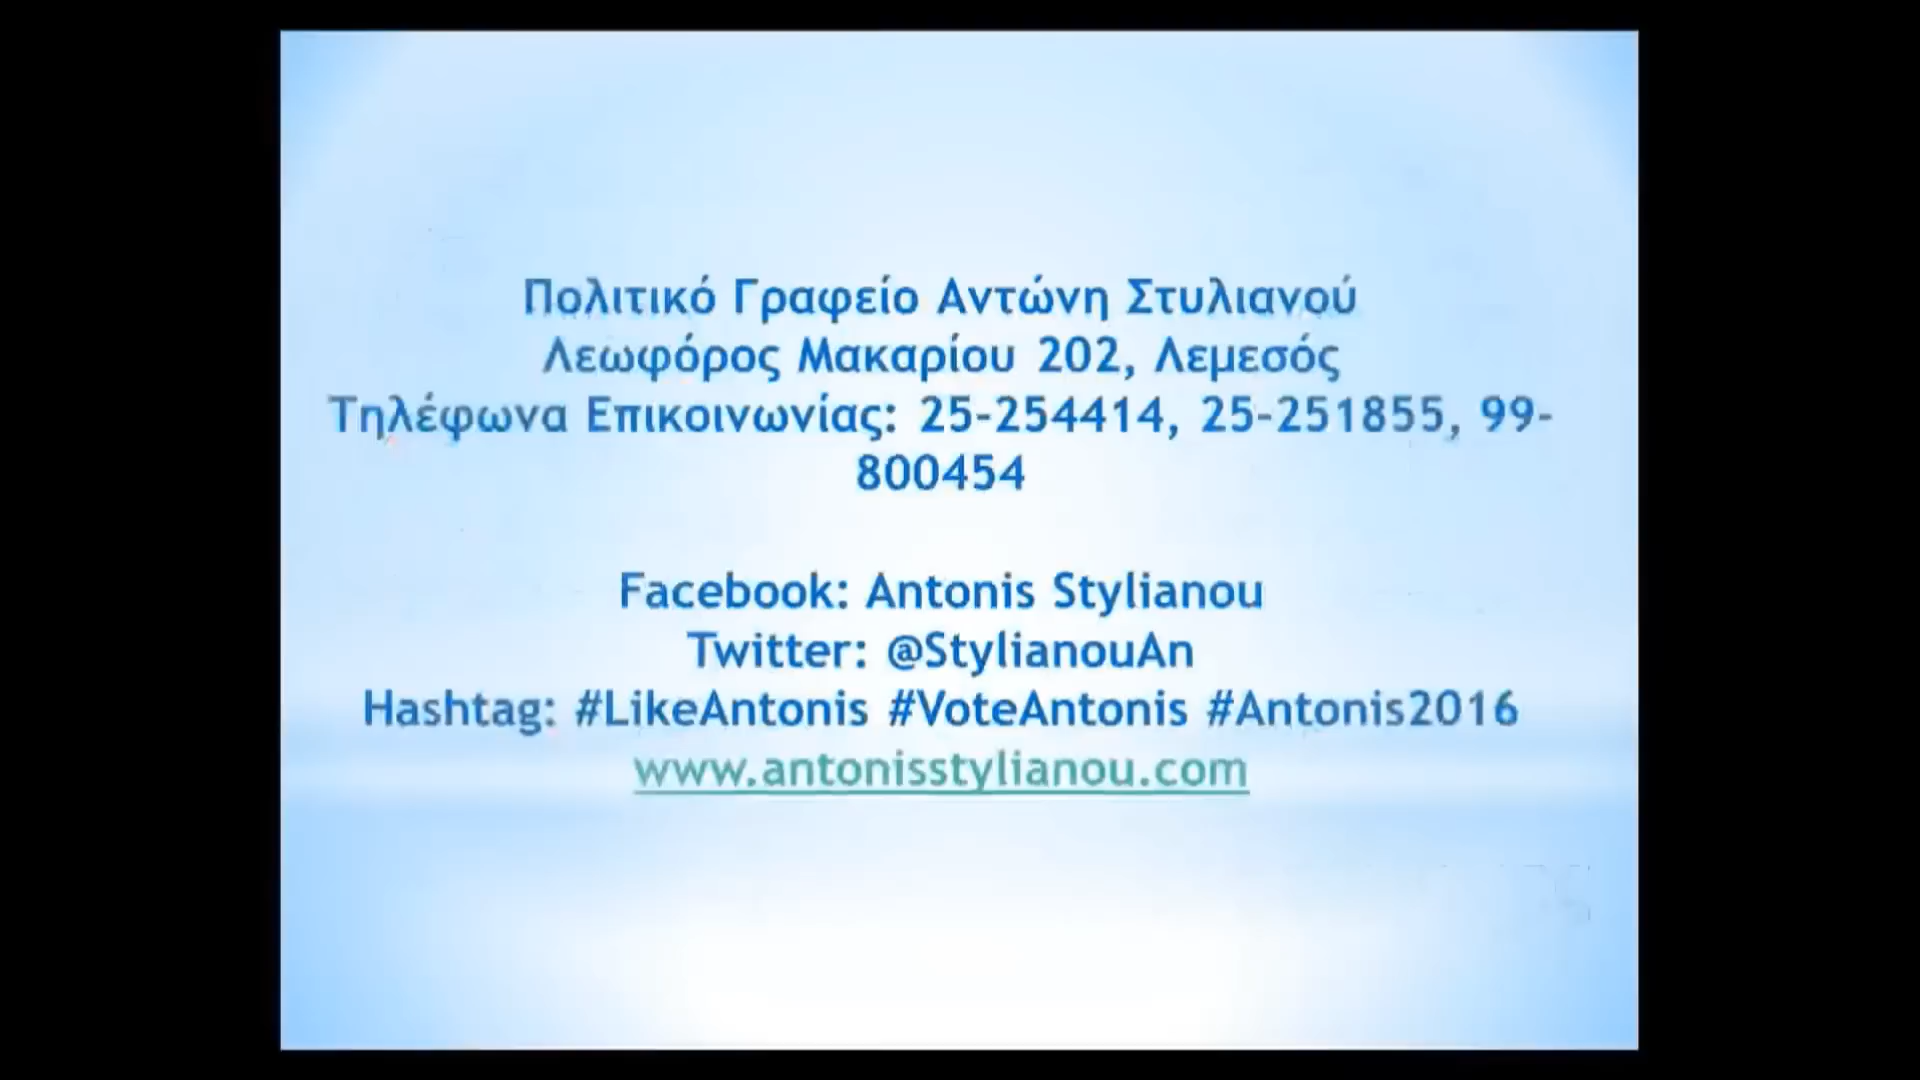 Πολιτικό Γραφείο Αντώνη Στυλιανού
Λεωφόρος Μακαρίου 202, Λεμεσός
Τηλέφωνα Επικοινωνίας: 25-254414, 25-251855, 99-
800454
Facebook: Antonis Stylianou
Twitter: @StylianouAn
Hashtag: #LikeAntonis #VoteAntonis #Antonis2016
www.antonisstylianou.com